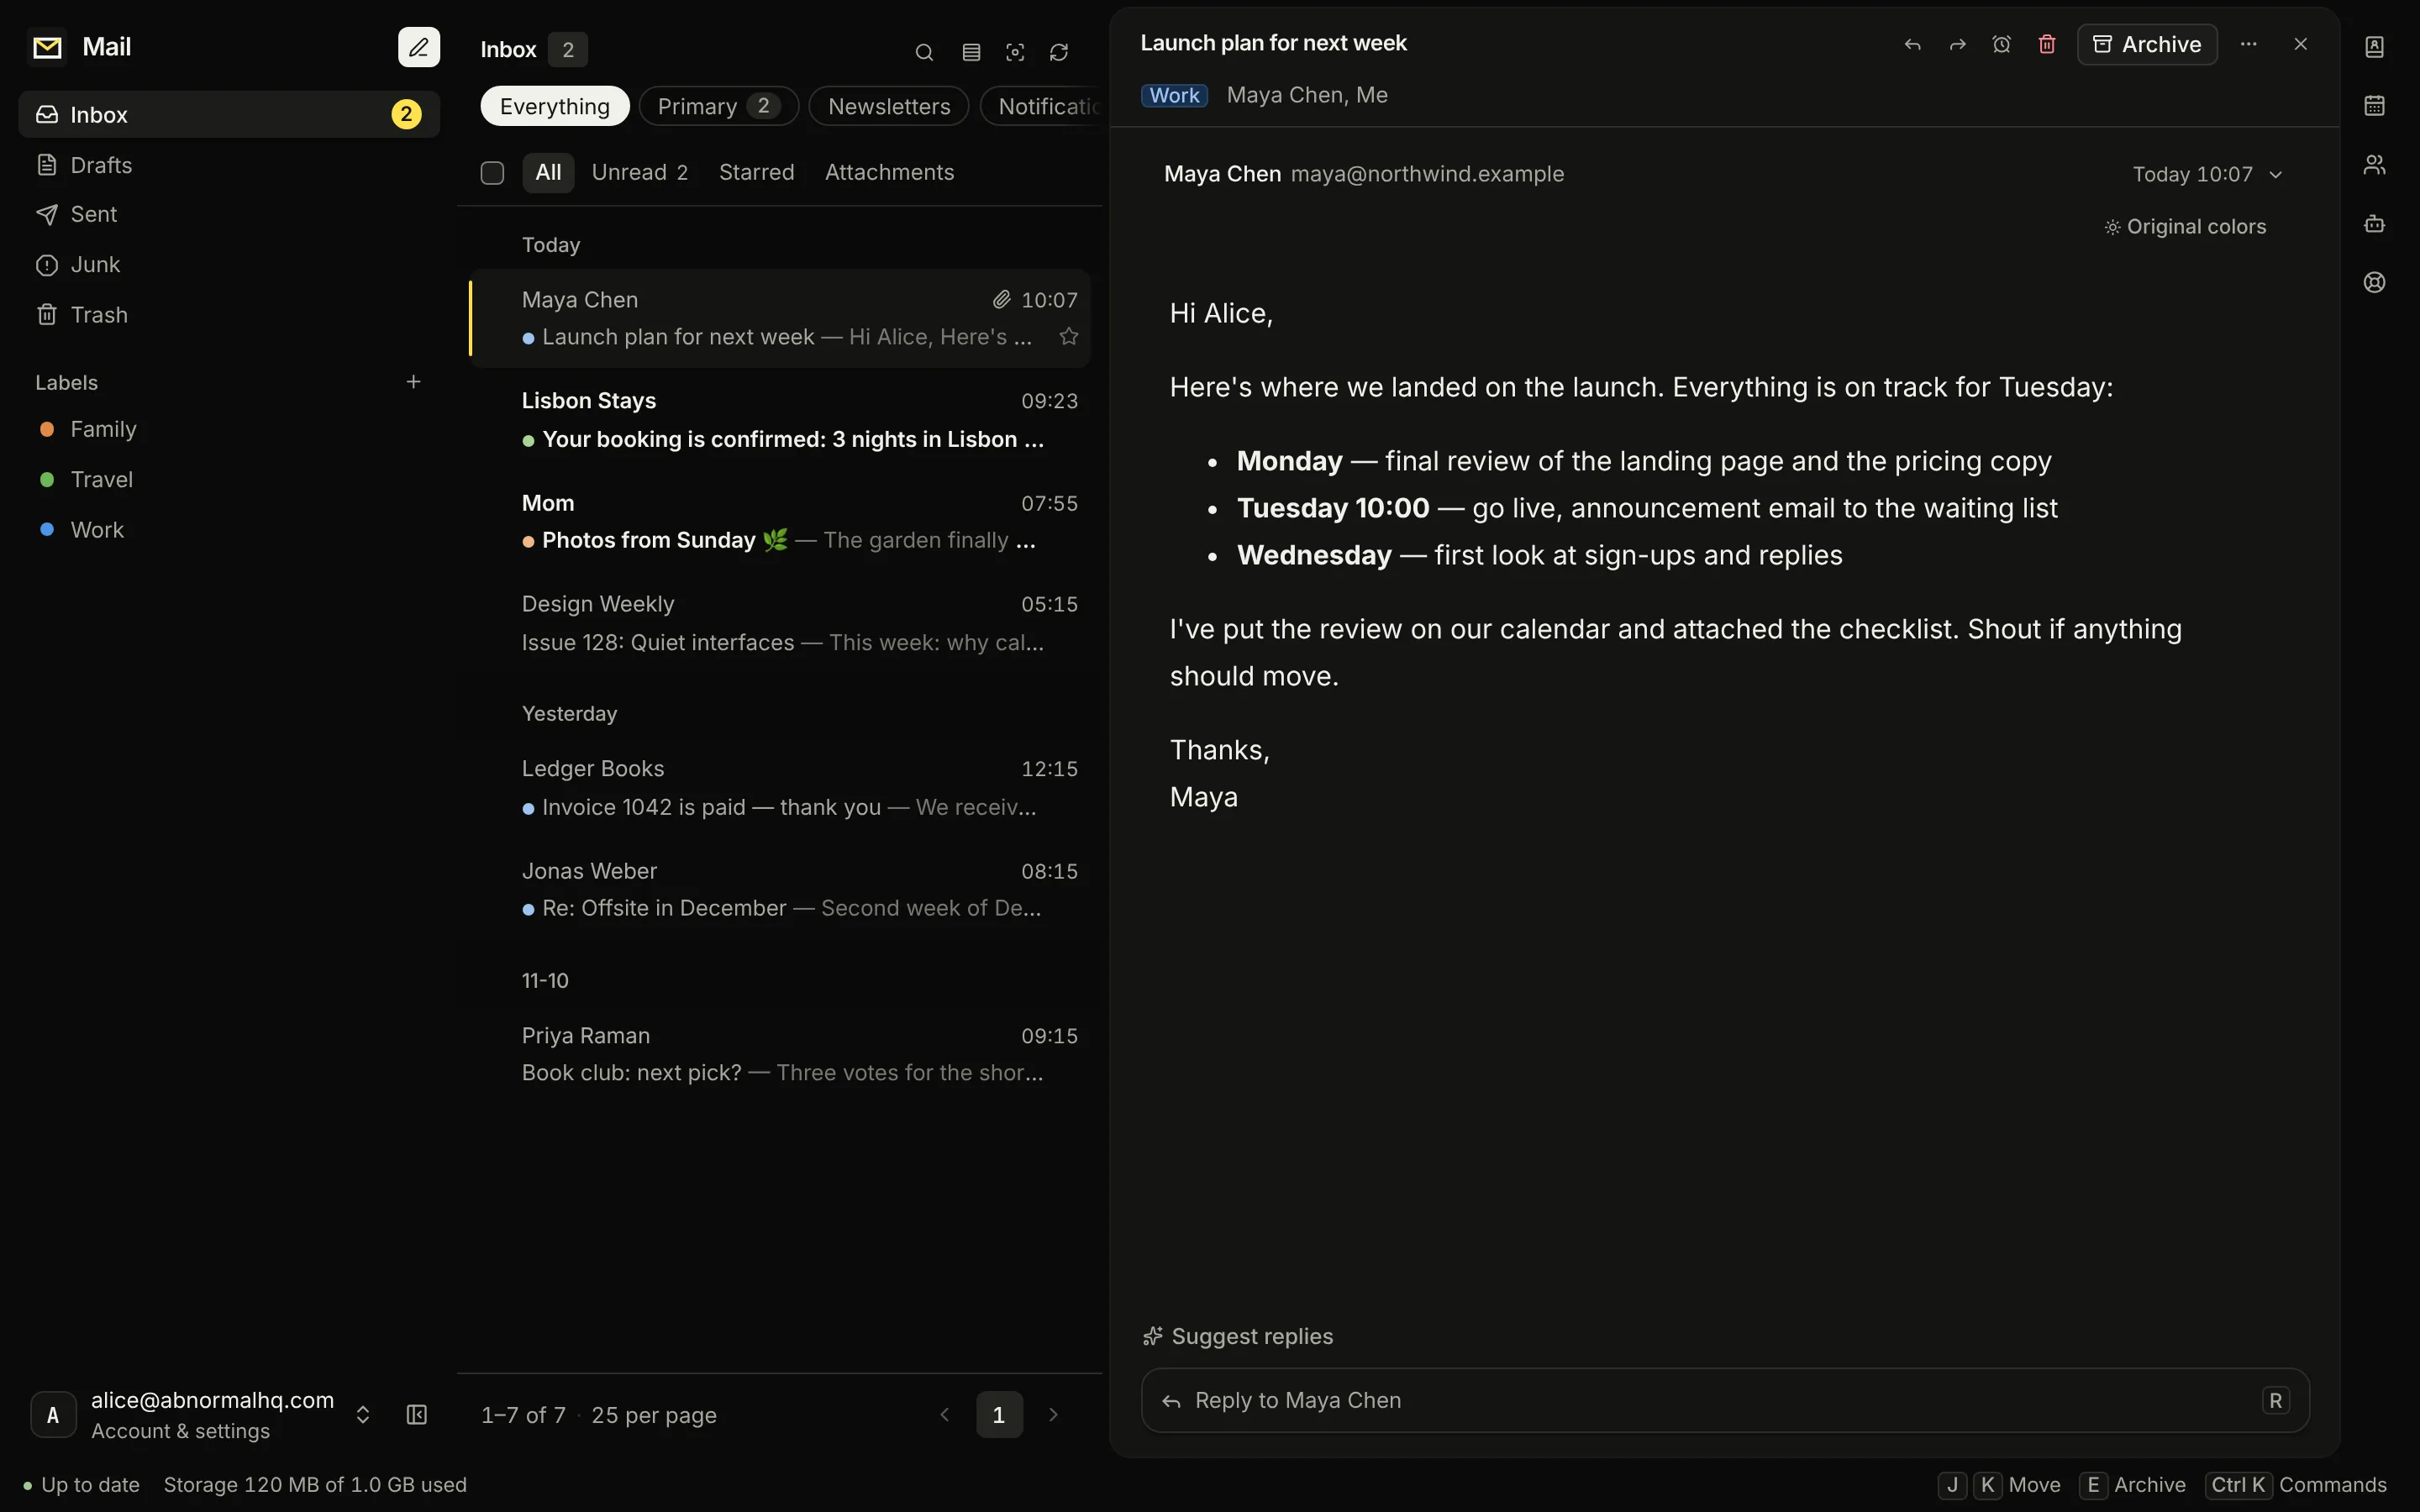 Mail
Inbox 2
Drafts
Sent
Junk
Trash
Labels
Family
Travel
Work
A
alice@abnormalhq.com
Account & settings
Up to date Storage 120 MB of 1.0 GB used
Inbox 2
Everything Primary 2 Newsletters Notificatio
All Unread 2 Starred Attachments
Today
Maya Chen 10:07
Launch plan for next week — Hi Alice, Here's ...
Lisbon Stays 09:23
Your booking is confirmed: 3 nights in Lisbon ...
Mom 07:55
Photos from Sunday 🌿 — The garden finally ...
Design Weekly 05:15
Issue 128: Quiet interfaces — This week: why cal...
Yesterday
Ledger Books 12:15
Invoice 1042 is paid — thank you — We receiv...
Jonas Weber 08:15
Re: Offsite in December — Second week of De...
11-10
Priya Raman 09:15
Book club: next pick? — Three votes for the shor...
1–7 of 7 · 25 per page 1
Launch plan for next week Archive
Work Maya Chen, Me
Maya Chen maya@northwind.example Today 10:07
Original colors
Hi Alice,
Here's where we landed on the launch. Everything is on track for Tuesday:
• Monday — final review of the landing page and the pricing copy
• Tuesday 10:00 — go live, announcement email to the waiting list
• Wednesday — first look at sign-ups and replies
I've put the review on our calendar and attached the checklist. Shout if anything
should move.
Thanks,
Maya
Suggest replies
Reply to Maya Chen R
J K Move E Archive Ctrl K Commands